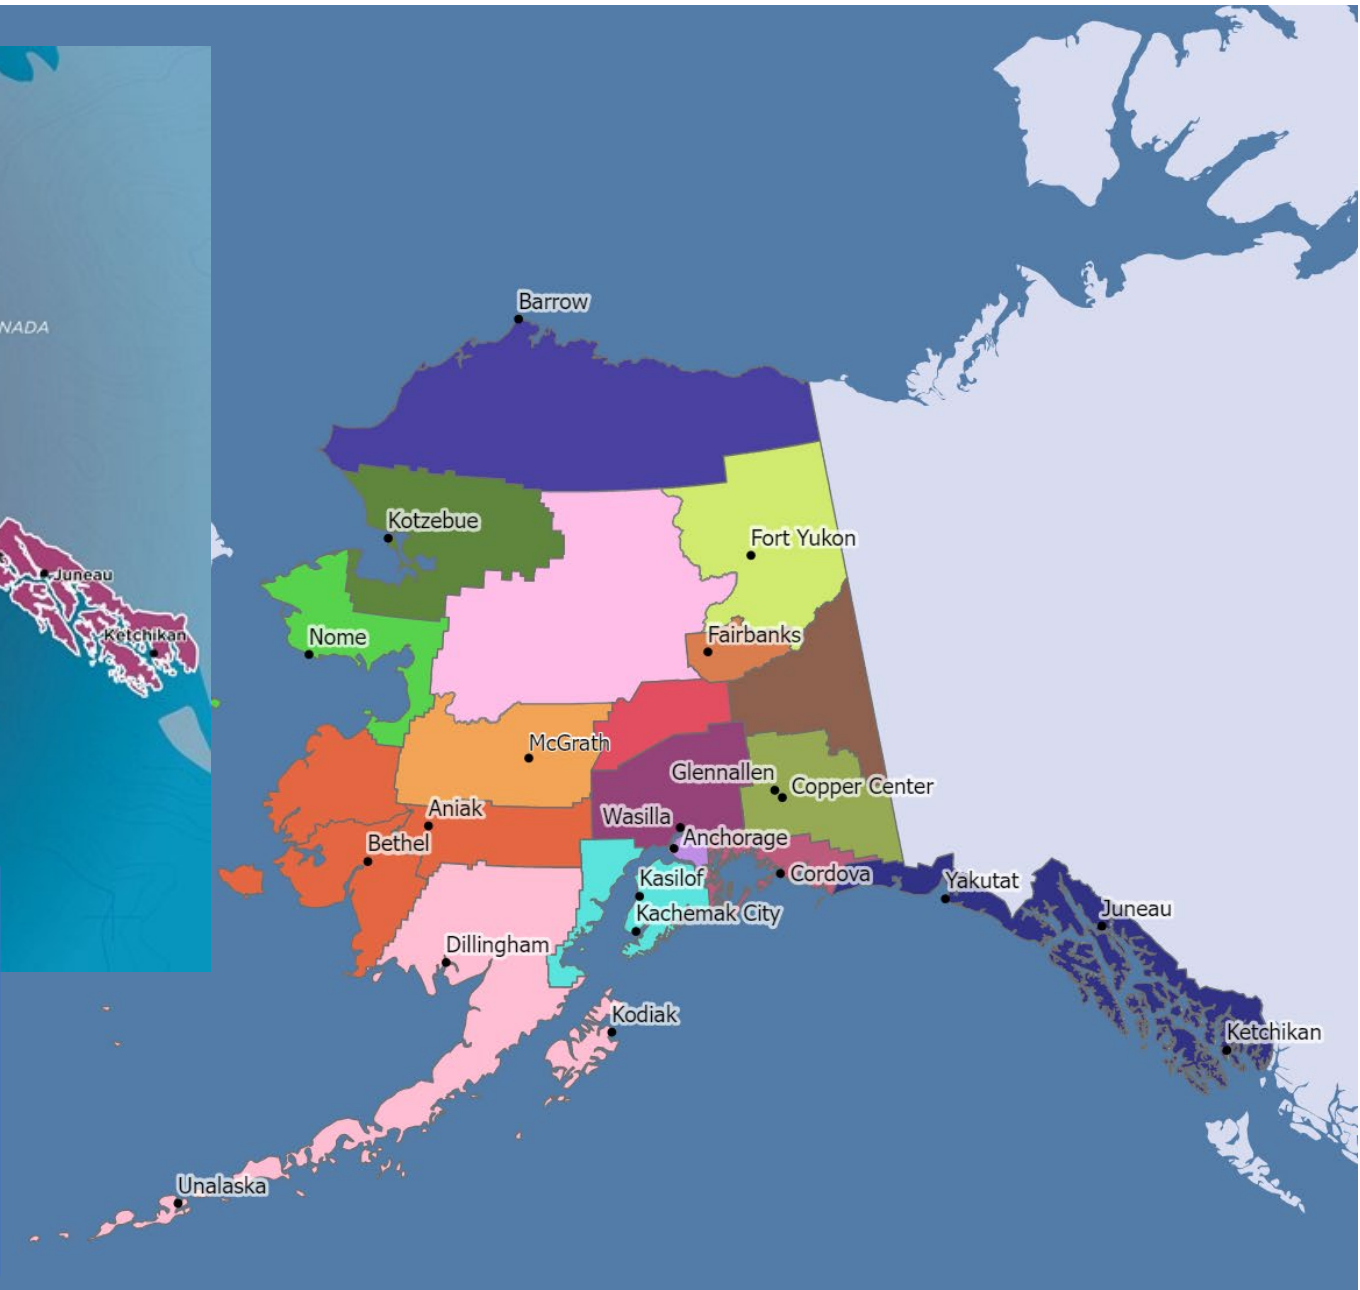 NADA
Juneau
Ketchikan
Barrow
Kotzebue
Fort Yukon
Nome
Fairbanks
McGrath
Glennallen
Copper Center
Aniak
Wasilla
Bethel
Anchorage
Kasilof
Cordova
Yakutat
Kachemak City
Juneau
Dillingham
Kodiak
Ketchikan
Unalaska